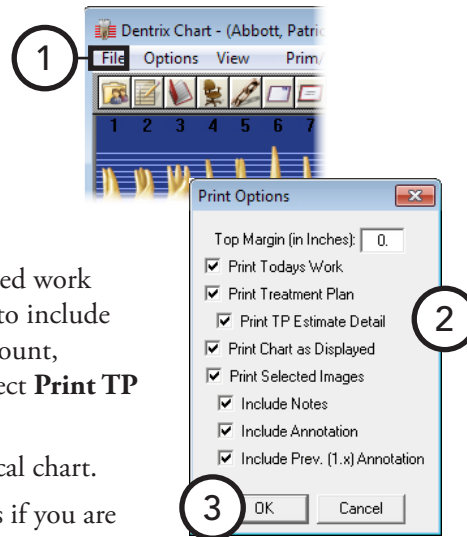 Dentrix Chart - (Abbott, Patric
1
File Options View Prim/
1 2 3 4 5 6 7
Print Options
Top Margin (in Inches): 0.
Print Todays Work
Print Treatment Plan
Print TP Estimate Detail
2
Print Chart as Displayed
Print Selected Images
Include Notes
Include Annotation
Include Prev. (1.x) Annotation
3
OK Cancel
ed work
to include
ount,
ect Print TP
cal chart.
s if you are